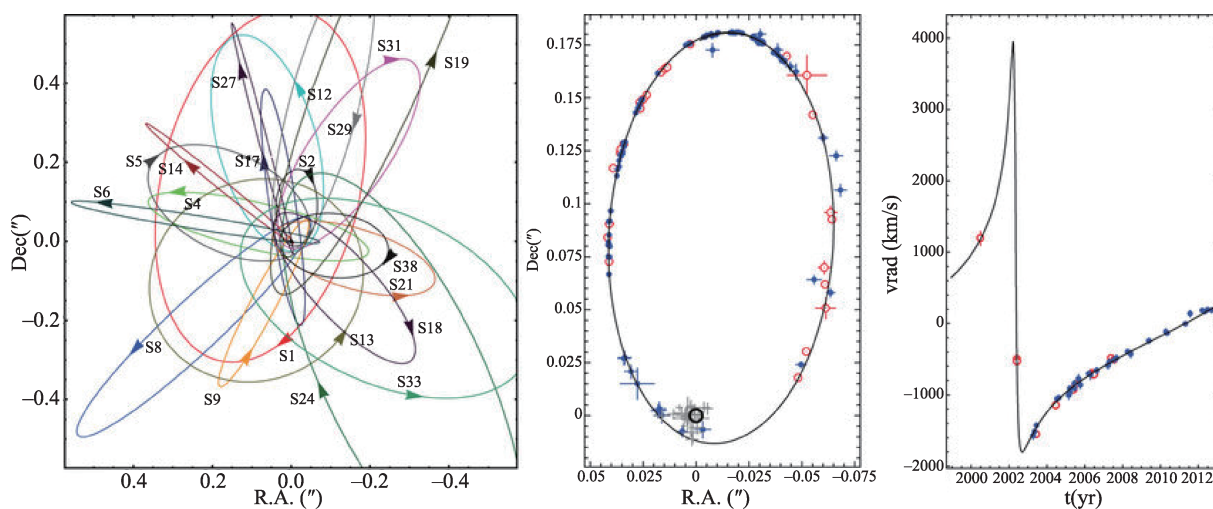 0.4
0.2
0.0
−0.2
−0.4
Dec(″)
0.4
0.2
0.0
−0.2
−0.4
R.A. (″)
S31
S19
S27
S12
S29
S5
S14
S17
S2
S6
S4
S38
S21
S18
S8
S1
S13
S9
S24
S33
0.175
0.15
0.125
0.1
0.075
0.05
0.025
0
Dec(″)
0.05
0.025
0
−0.025
−0.05
−0.075
R.A. (″)
4000
3000
2000
1000
0
−1000
−2000
vrad (km/s)
2000
2002
2004
2006
2008
2010
2012
t(yr)